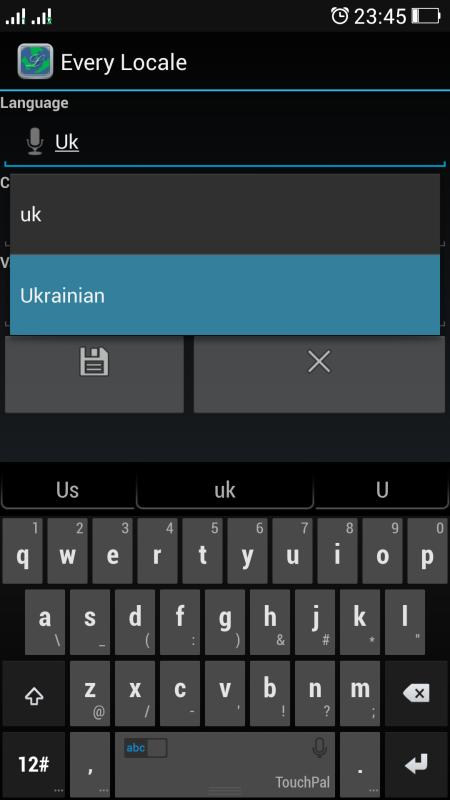 23:45
Every Locale
Language
Uk
C
uk
V
Ukrainian
Us uk U
1 2 3 4 5 6 7 8 9 0
q w e r t y u i o p
a s d f g h j k l
\ _ ( : ) & # * "
z x c v b n m
@ / - ' ! ? ;
12# , abc .
... TouchPal ...